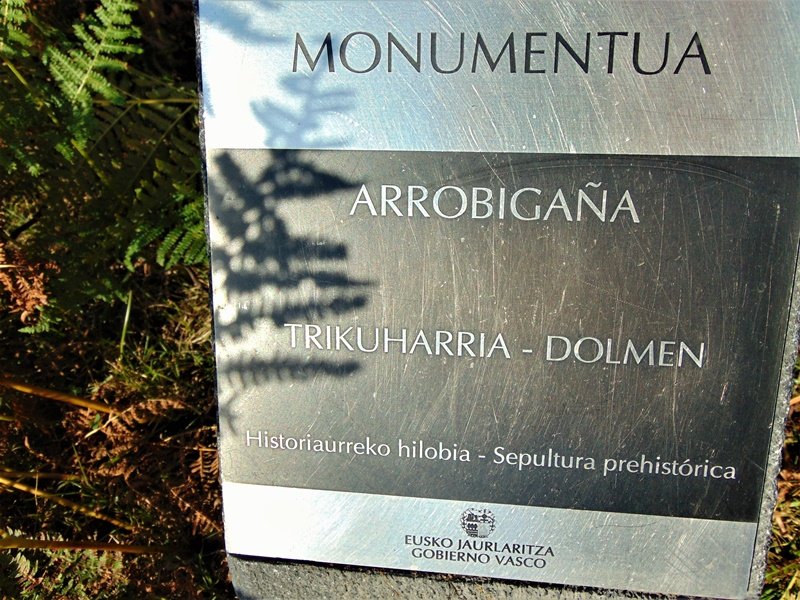 MONUMENTUA
ARROBIGAÑA
TRIKUHARRIA - DOLMEN
Historiaurreko hilobia - Sepultura prehistórica
EUSKO JAURLARITZA
GOBIERNO VASCO